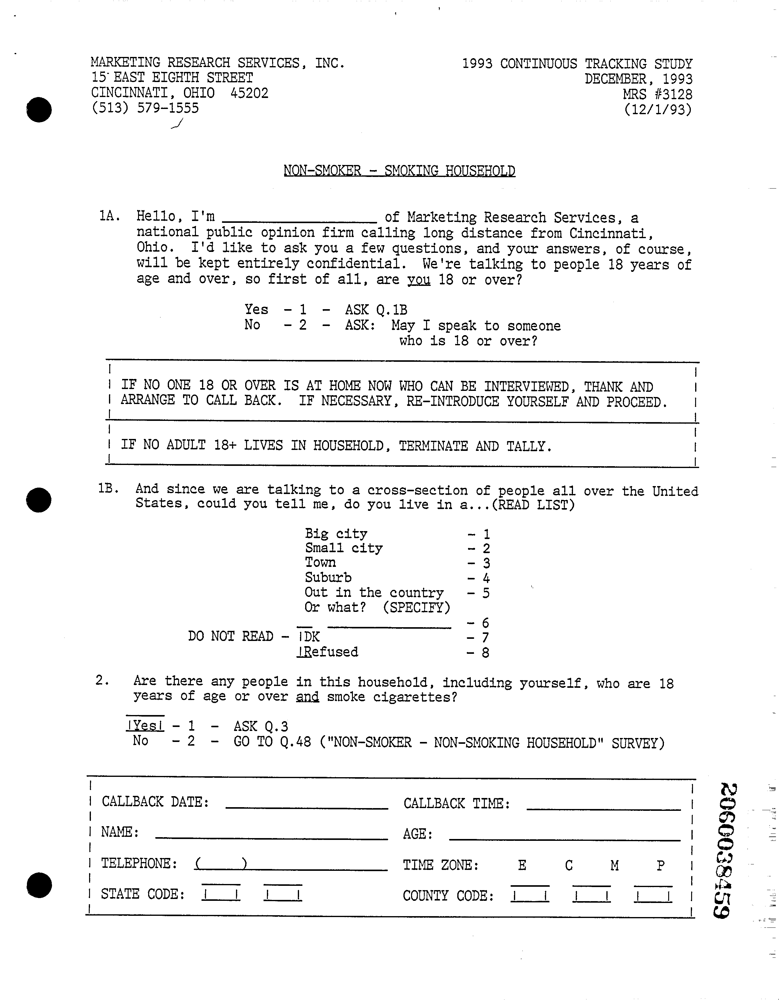 MARKETING RESEARCH SERVICES, INC.
15 EAST EIGHTH STREET
CINCINNATI, OHIO 45202
(513) 579-1555
1993 CONTINUOUS TRACKING STUDY
DECEMBER, 1993
MRS #3128
(12/1/93)
NON-SMOKER - SMOKING HOUSEHOLD
1A. Hello, I'm ____________________ of Marketing Research Services, a
national public opinion firm calling long distance from Cincinnati,
Ohio. I'd like to ask you a few questions, and your answers, of course,
will be kept entirely confidential. We're talking to people 18 years of
age and over, so first of all, are you 18 or over?
Yes - 1 - ASK Q.1B
No - 2 - ASK: May I speak to someone
who is 18 or over?
IF NO ONE 18 OR OVER IS AT HOME NOW WHO CAN BE INTERVIEWED, THANK AND
ARRANGE TO CALL BACK. IF NECESSARY, RE-INTRODUCE YOURSELF AND PROCEED.
IF NO ADULT 18+ LIVES IN HOUSEHOLD, TERMINATE AND TALLY.
1B. And since we are talking to a cross-section of people all over the United
States, could you tell me, do you live in a...(READ LIST)
Big city - 1
Small city - 2
Town - 3
Suburb - 4
Out in the country - 5
Or what? (SPECIFY)
__ ________________ - 6
DO NOT READ - |DK - 7
|Refused - 8
2. Are there any people in this household, including yourself, who are 18
years of age or over and smoke cigarettes?
|Yes| - 1 - ASK Q.3
No - 2 - GO TO Q.48 ("NON-SMOKER - NON-SMOKING HOUSEHOLD" SURVEY)
CALLBACK DATE: ____________________ CALLBACK TIME: ____________________
NAME: ____________________ AGE: ____________________
TELEPHONE: (     ) ____________________ TIME ZONE: E C M P
STATE CODE: |__| |__| COUNTY CODE: |__| |__| |__|
2060038459